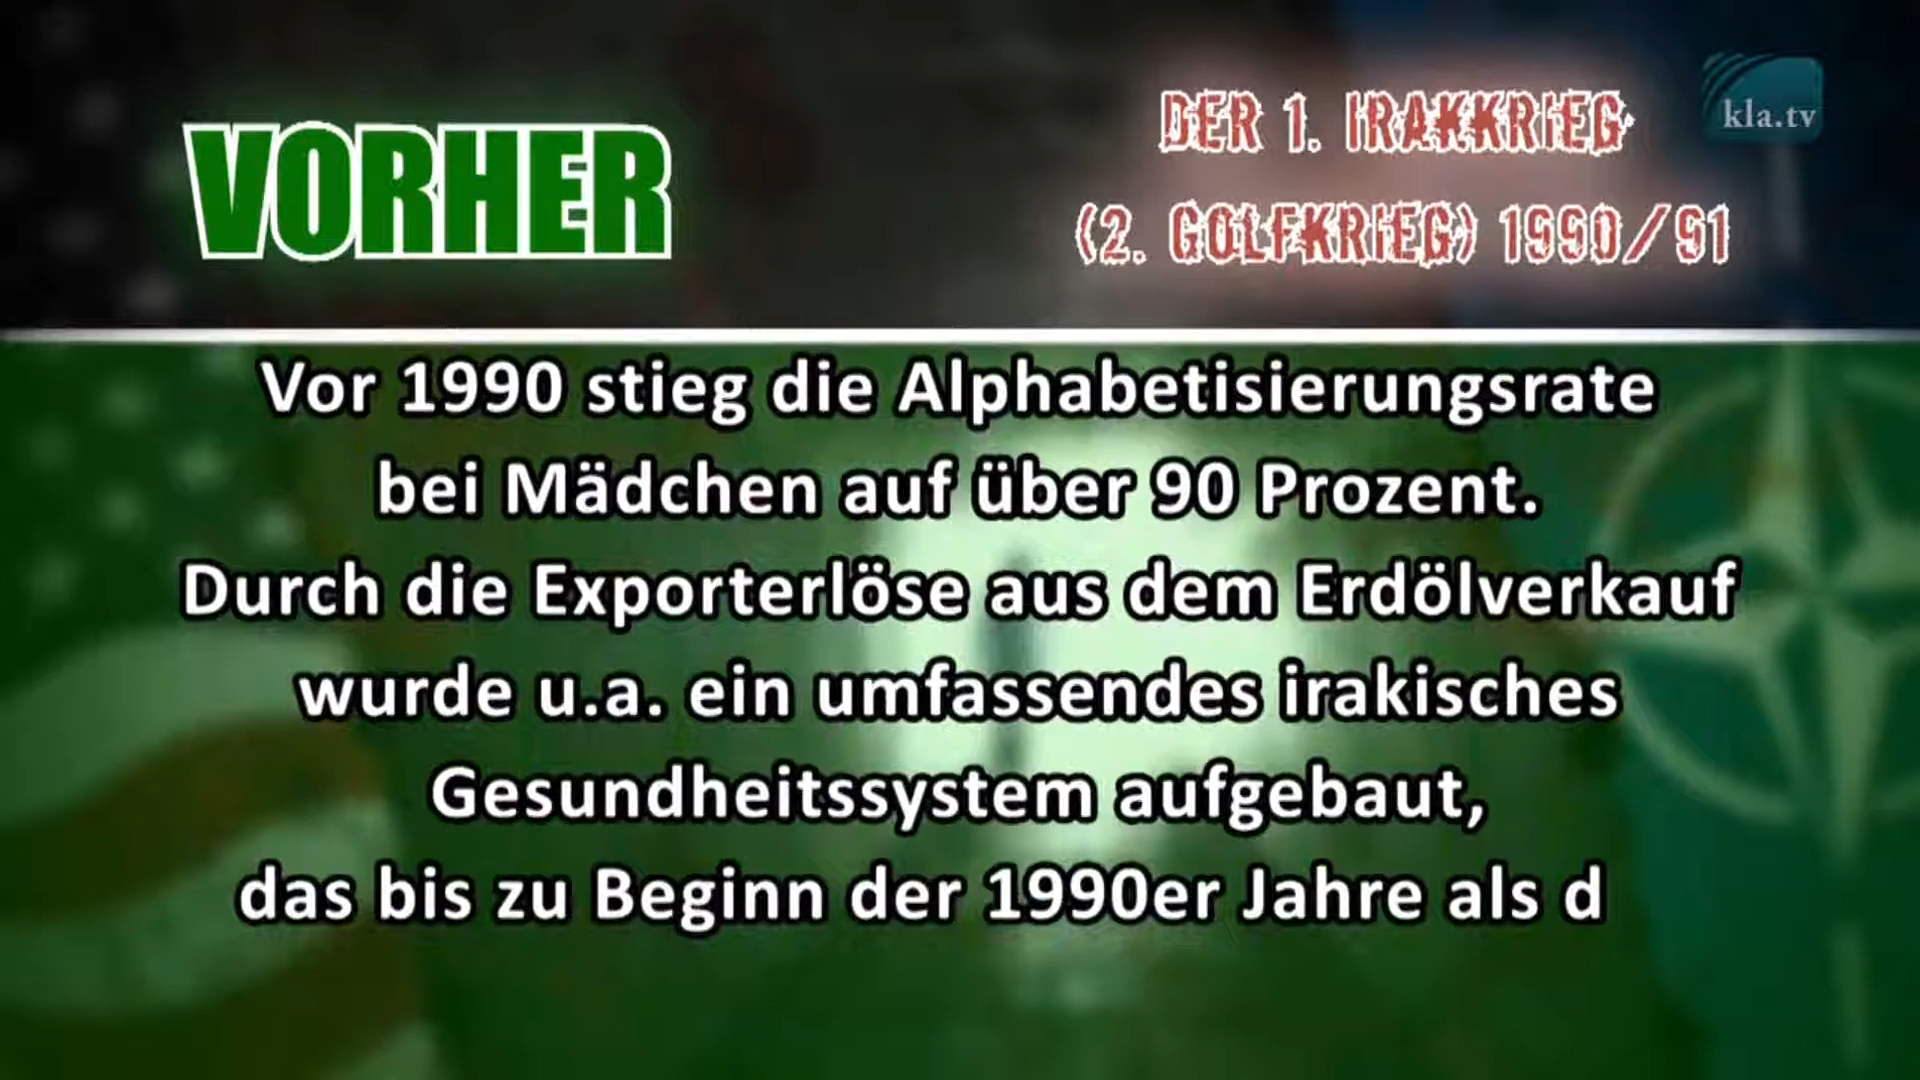 VORHER
DER 1. IRAKKRIEG
(2. GOLFKRIEG) 1990/91
kla.tv
Vor 1990 stieg die Alphabetisierungsrate
bei Mädchen auf über 90 Prozent.
Durch die Exporterlöse aus dem Erdölverkauf
wurde u.a. ein umfassendes irakisches
Gesundheitssystem aufgebaut,
das bis zu Beginn der 1990er Jahre als d